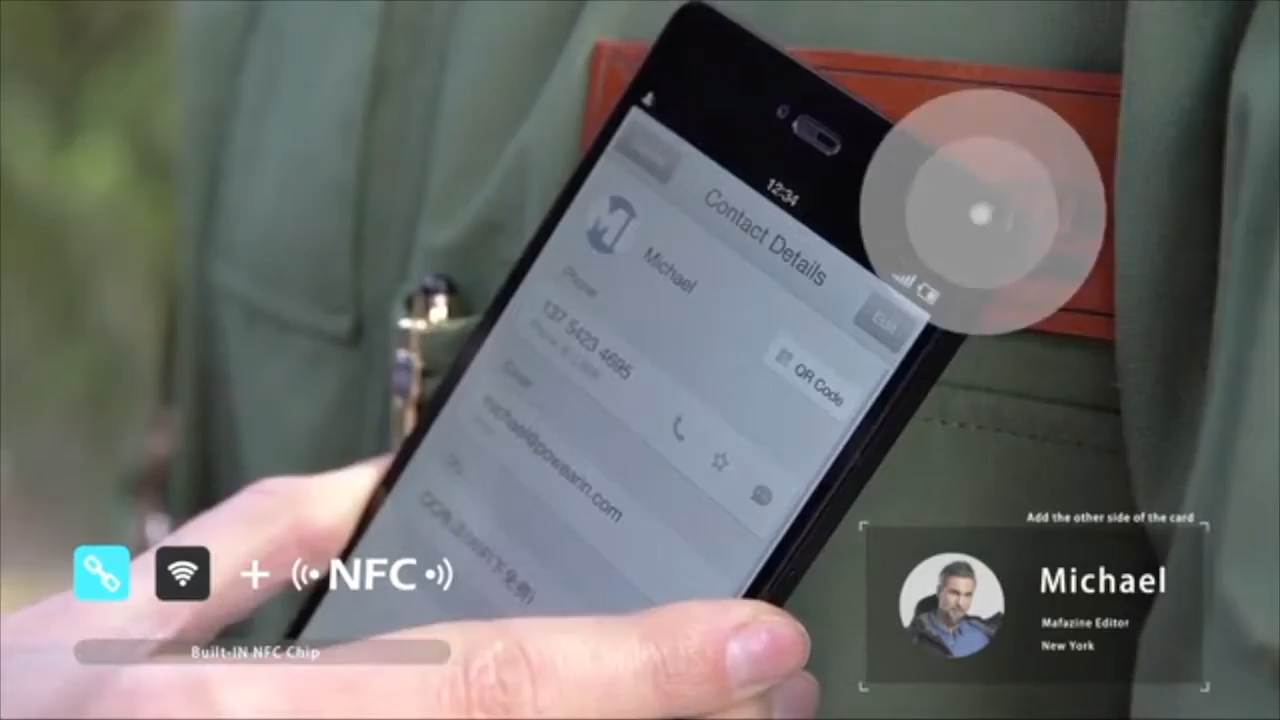 12:34
Contact Details
Edit
Michael
Phone
137 5423 4695
QR Code
michael@powearin.com
Add the other side of the card
Michael
Mafazine Editor
New York
+ NFC
Built-IN NFC Chip